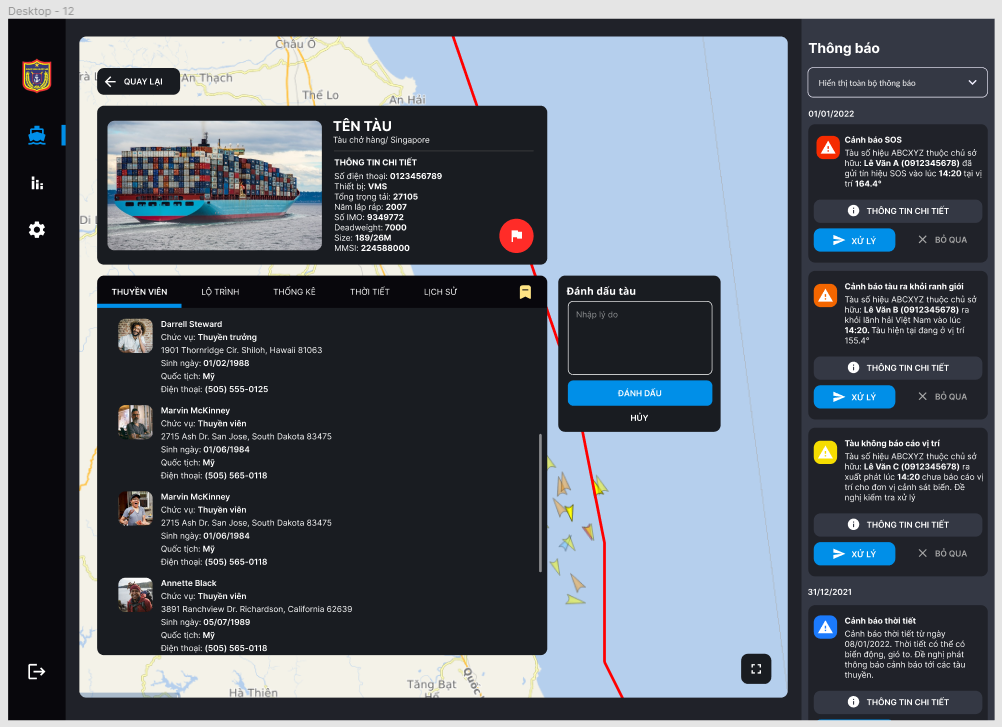 Desktop - 12
Châu Ổ
QUAY LẠI
An Thạch
Thế Lo
An Hải
Di L
TÊN TÀU
Tàu chở hàng/ Singapore
THÔNG TIN CHI TIẾT
Số điện thoại: 0123456789
Thiết bị: VMS
Tổng trọng tải: 27105
Năm lắp ráp: 2007
Số IMO: 9349772
Deadweight: 7000
Size: 189/26M
MMSI: 224588000
THUYỀN VIÊN
LỘ TRÌNH
THỐNG KÊ
THỜI TIẾT
LỊCH SỬ
Darrell Steward
Chức vụ: Thuyền trưởng
1901 Thornridge Cir. Shiloh, Hawaii 81063
Sinh ngày: 01/02/1988
Quốc tịch: Mỹ
Điện thoại: (505) 555-0125
Marvin McKinney
Chức vụ: Thuyền viên
2715 Ash Dr. San Jose, South Dakota 83475
Sinh ngày: 01/06/1984
Quốc tịch: Mỹ
Điện thoại: (505) 565-0118
Marvin McKinney
Chức vụ: Thuyền viên
2715 Ash Dr. San Jose, South Dakota 83475
Sinh ngày: 01/06/1984
Quốc tịch: Mỹ
Điện thoại: (505) 565-0118
Annette Black
Chức vụ: Thuyền viên
3891 Ranchview Dr. Richardson, California 62639
Sinh ngày: 05/07/1989
Quốc tịch: Mỹ
Điện thoại: (505) 565-0118
Đánh dấu tàu
Nhập lý do
ĐÁNH DẤU
HỦY
Hà Thiên
Tăng Bạt
Hổ
Quốc
Thông báo
Hiển thị toàn bộ thông báo
01/01/2022
Cảnh báo SOS
Tàu số hiệu ABCXYZ thuộc chủ sở
hữu: Lê Văn A (0912345678) đã
gửi tín hiệu SOS vào lúc 14:20 tại vị
trí 164.4°
THÔNG TIN CHI TIẾT
XỬ LÝ
BỎ QUA
Cảnh báo tàu ra khỏi ranh giới
Tàu số hiệu ABCXYZ thuộc chủ sở
hữu: Lê Văn B (0912345678) ra
khỏi lãnh hải Việt Nam vào lúc
14:20. Tàu hiện tại đang ở vị trí
155.4°
THÔNG TIN CHI TIẾT
XỬ LÝ
BỎ QUA
Tàu không báo cáo vị trí
Tàu số hiệu ABCXYZ thuộc chủ sở
hữu: Lê Văn C (0912345678) ra
xuất phát lúc 14:20 chưa báo cáo vị
trí cho đơn vị cảnh sát biển. Đề
nghị kiểm tra xử lý
THÔNG TIN CHI TIẾT
XỬ LÝ
BỎ QUA
31/12/2021
Cảnh báo thời tiết
Cảnh báo thời tiết từ ngày
08/01/2022. Thời tiết có thể có
biến động, gió to. Đề nghị phát
thông báo cảnh báo tới các tàu
thuyền.
THÔNG TIN CHI TIẾT